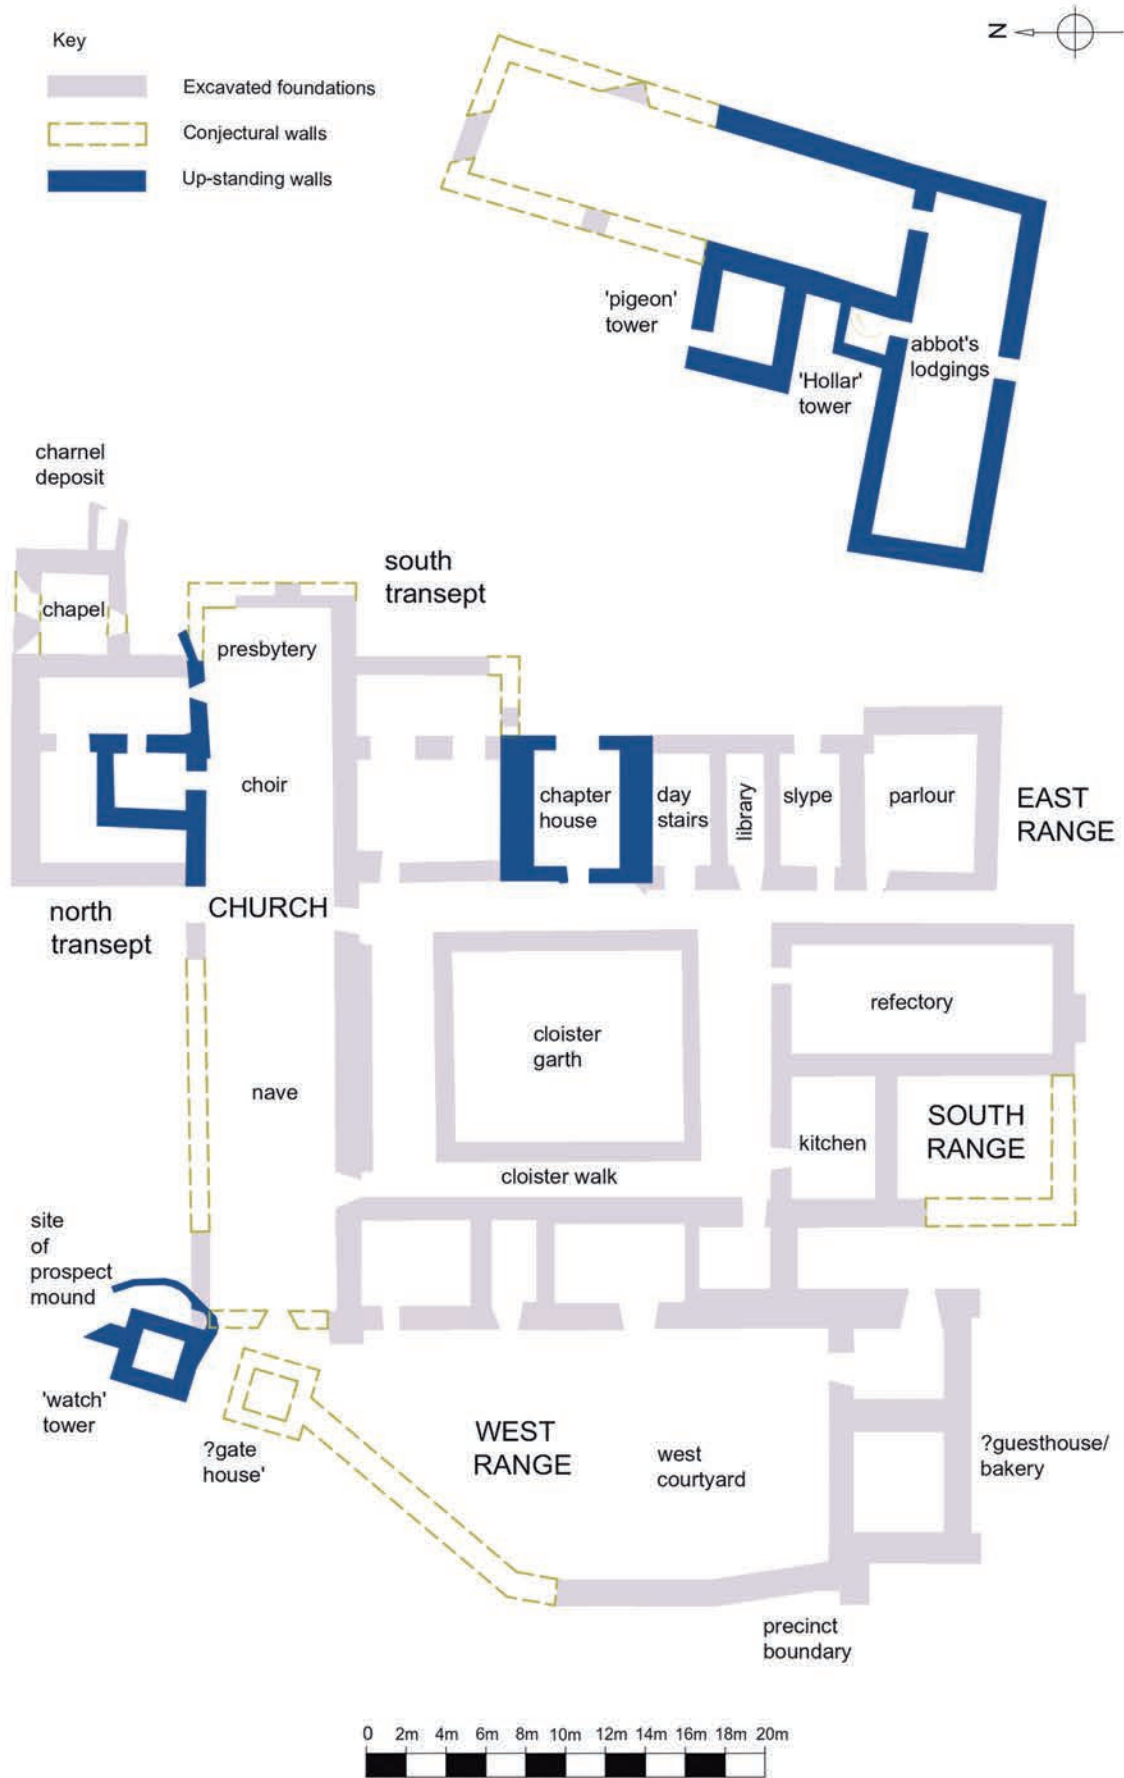 Key
N
Excavated foundations
Conjectural walls
Up-standing walls
'pigeon'
tower
'Hollar'
tower
abbot's
lodgings
charnel
deposit
south
transept
chapel
presbytery
choir
chapter
house
day
stairs
library
slype
parlour
EAST
RANGE
north
transept
CHURCH
refectory
cloister
garth
nave
kitchen
SOUTH
RANGE
cloister walk
site
of
prospect
mound
'watch'
tower
?gate
house'
WEST
RANGE
west
courtyard
?guesthouse/
bakery
precinct
boundary
0 2m 4m 6m 8m 10m 12m 14m 16m 18m 20m